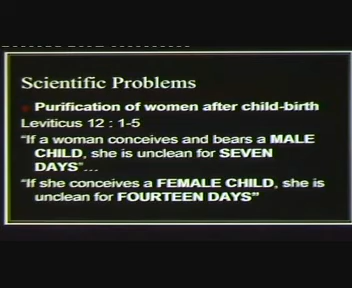 Scientific Problems
Purification of women after child-birth
Leviticus 12 : 1-5
"If a woman conceives and bears a MALE
CHILD, she is unclean for SEVEN
DAYS"...
"If she conceives a FEMALE CHILD, she is
unclean for FOURTEEN DAYS"